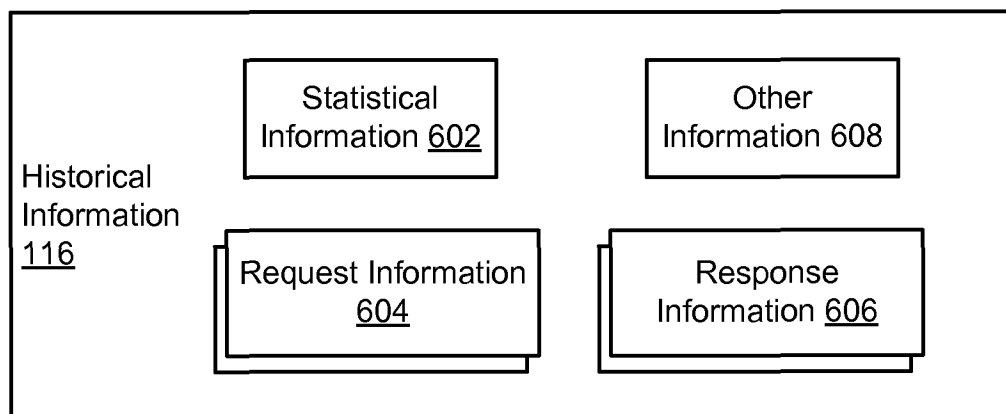 Historical
Information
116
Statistical
Information 602
Other
Information 608
Request Information
604
Response
Information 606